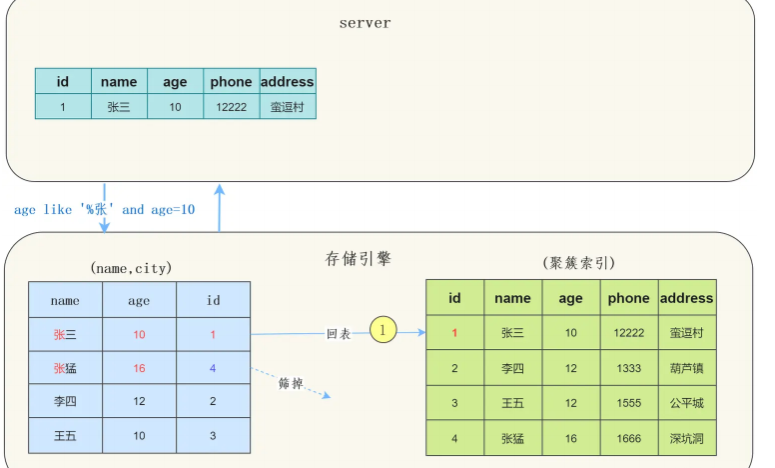 server
id name age phone address
1 张三 10 12222 蛮逗村
age like '%张' and age=10
存储引擎
(name,city)
(聚簇索引)
name age id
张三 10 1
张猛 16 4
李四 12 2
王五 10 3
回表 1
筛掉
id name age phone address
1 张三 10 12222 蛮逗村
2 李四 12 1333 葫芦镇
3 王五 12 1555 公平城
4 张猛 16 1666 深坑洞